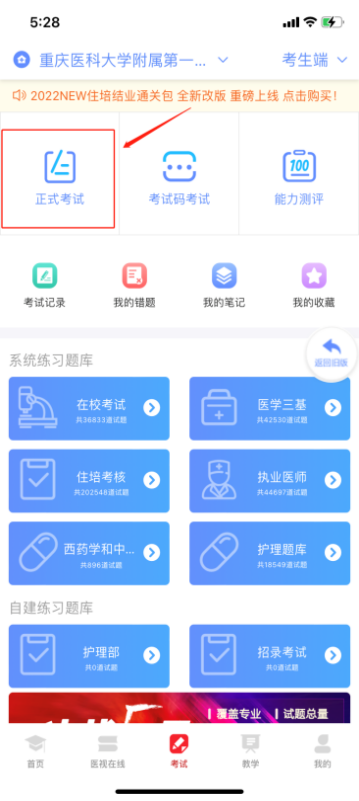 5:28
重庆医科大学附属第一... 考生端
2022NEW住培结业通关包 全新改版 重磅上线 点击购买！
正式考试 考试码考试 能力测评
100
考试记录 我的错题 我的笔记 我的收藏
返回旧版
系统练习题库
在校考试 医学三基
共36833道试题 共42530道试题
住培考核 执业医师
共202548道试题 共44697道试题
西药学和中... 护理题库
共896道试题 共18549道试题
自建练习题库
护理部 招录考试
共0道试题 共0道试题
覆盖专业 试题总量
首页 医视在线 考试 教学 我的